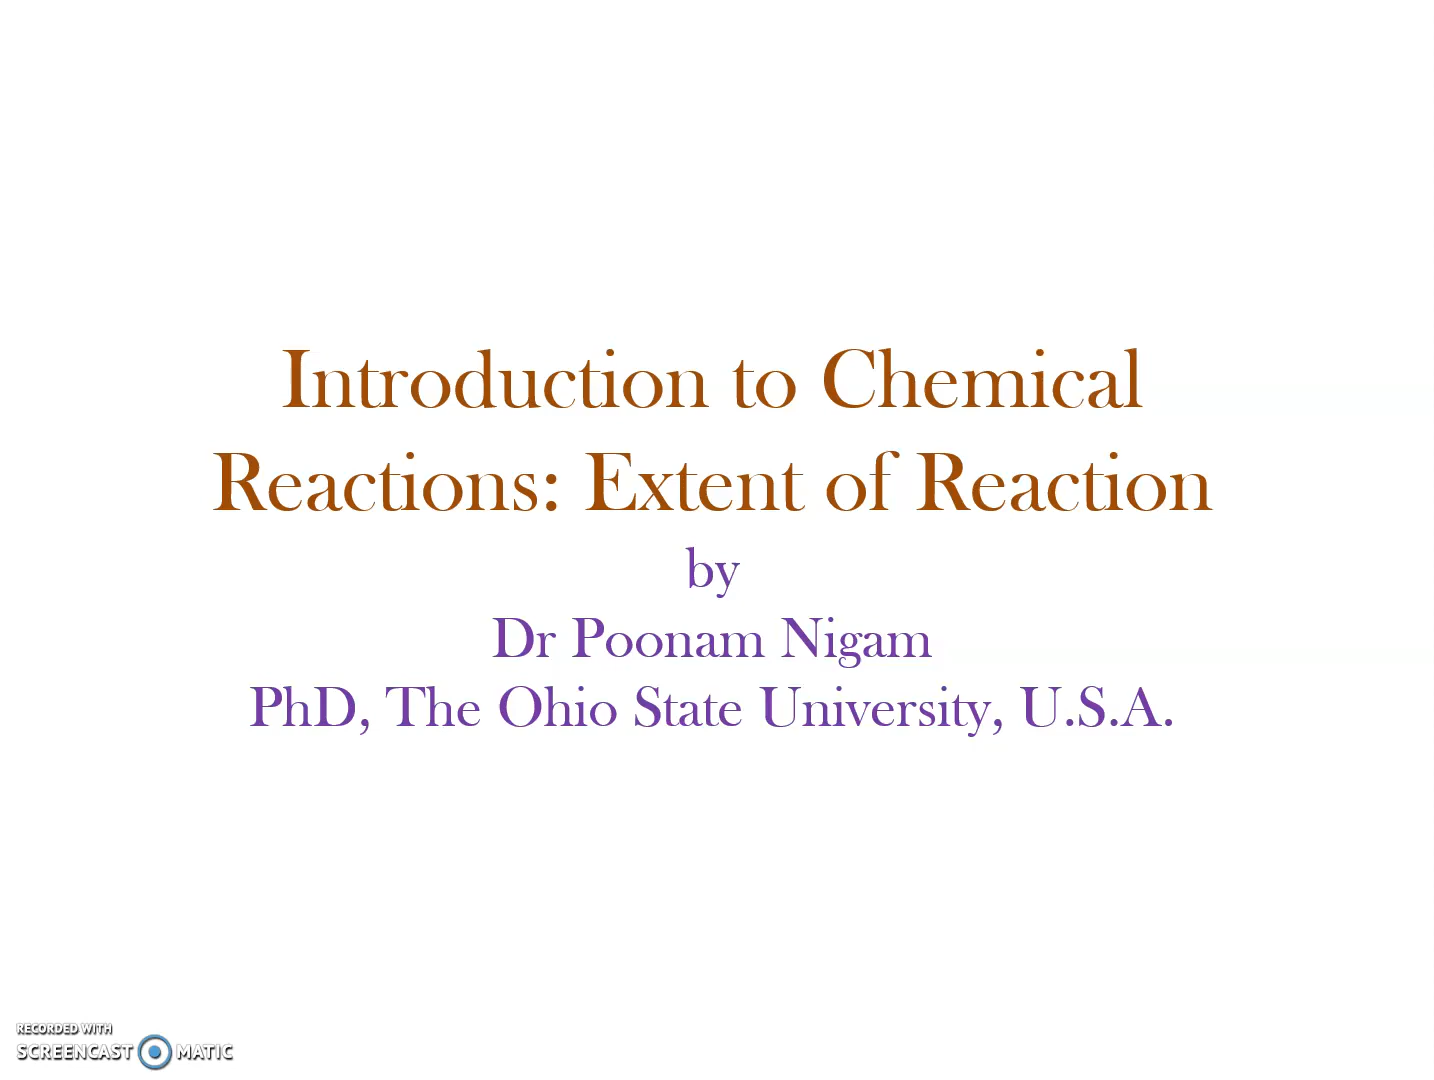 Introduction to Chemical
Reactions: Extent of Reaction
by
Dr Poonam Nigam
PhD, The Ohio State University, U.S.A.
RECORDED WITH
SCREENCAST MATIC